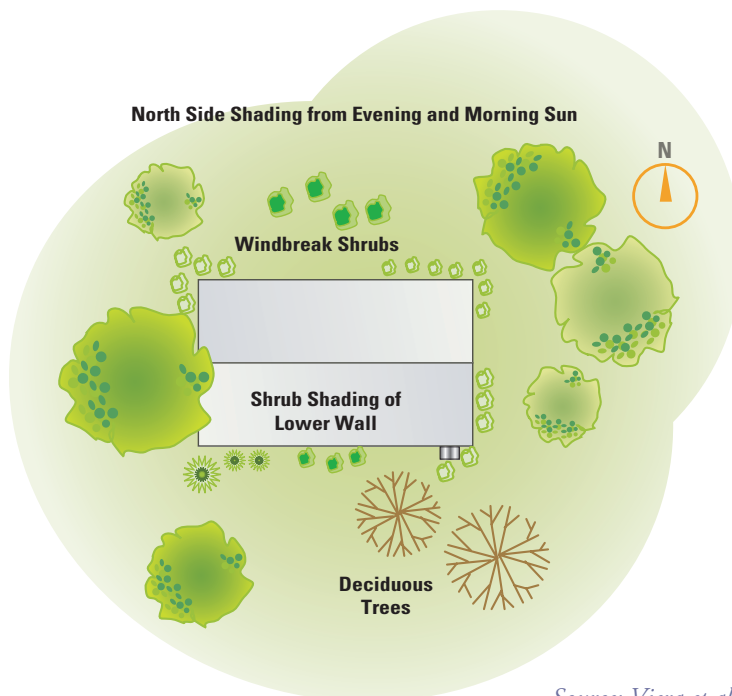 North Side Shading from Evening and Morning Sun
N
Windbreak Shrubs
Shrub Shading of
Lower Wall
Deciduous
Trees